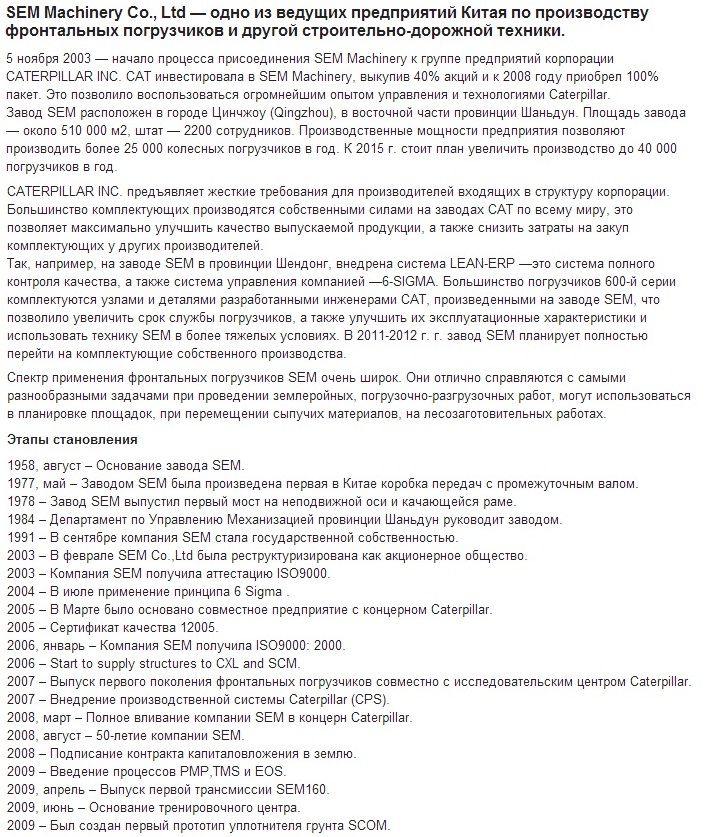 SEM Machinery Co., Ltd — одно из ведущих предприятий Китая по производству
фронтальных погрузчиков и другой строительно-дорожной техники.
5 ноября 2003 — начало процесса присоединения SEM Machinery к группе предприятий корпорации
CATERPILLAR INC. CAT инвестировала в SEM Machinery, выкупив 40% акций и к 2008 году приобрел 100%
пакет. Это позволило воспользоваться огромнейшим опытом управления и технологиями Caterpillar.
Завод SEM расположен в городе Цинчжоу (Qingzhou), в восточной части провинции Шаньдун. Площадь завода
— около 510 000 м2, штат — 2200 сотрудников. Производственные мощности предприятия позволяют
производить более 25 000 колесных погрузчиков в год. К 2015 г. стоит план увеличить производство до 40 000
погрузчиков в год.
CATERPILLAR INC. предъявляет жесткие требования для производителей входящих в структуру корпорации.
Большинство комплектующих производятся собственными силами на заводах CAT по всему миру, это
позволяет максимально улучшить качество выпускаемой продукции, а также снизить затраты на закуп
комплектующих у других производителей.
Так, например, на заводе SEM в провинции Шендонг, внедрена система LEAN-ERP —это система полного
контроля качества, а также система управления компанией —6-SIGMA. Большинство погрузчиков 600-й серии
комплектуются узлами и деталями разработанными инженерами CAT, произведенными на заводе SEM, что
позволило увеличить срок службы погрузчиков, а также улучшить их эксплуатационные характеристики и
использовать технику SEM в более тяжелых условиях. В 2011-2012 г. г. завод SEM планирует полностью
перейти на комплектующие собственного производства.
Спектр применения фронтальных погрузчиков SEM очень широк. Они отлично справляются с самыми
разнообразными задачами при проведении землеройных, погрузочно-разгрузочных работ, могут использоваться
в планировке площадок, при перемещении сыпучих материалов, на лесозаготовительных работах.
Этапы становления
1958, август – Основание завода SEM.
1977, май – Заводом SEM была произведена первая в Китае коробка передач с промежуточным валом.
1978 – Завод SEM выпустил первый мост на неподвижной оси и качающейся раме.
1984 – Департамент по Управлению Механизацией провинции Шаньдун руководит заводом.
1991 – В сентябре компания SEM стала государственной собственностью.
2003 – В феврале SEM Co.,Ltd была реструктуризирована как акционерное общество.
2003 – Компания SEM получила аттестацию ISO9000.
2004 – В июле применение принципа 6 Sigma .
2005 – В Марте было основано совместное предприятие с концерном Caterpillar.
2005 – Сертификат качества 12005.
2006, январь – Компания SEM получила ISO9000: 2000.
2006 – Start to supply structures to CXL and SCM.
2007 – Выпуск первого поколения фронтальных погрузчиков совместно с исследовательским центром Caterpillar.
2007 – Внедрение производственной системы Caterpillar (CPS).
2008, март – Полное вливание компании SEM в концерн Caterpillar.
2008, август – 50-летие компании SEM.
2008 – Подписание контракта капиталовложения в землю.
2009 – Введение процессов PMP,TMS и EOS.
2009, апрель – Выпуск первой трансмиссии SEM160.
2009, июнь – Основание тренировочного центра.
2009 – Был создан первый прототип уплотнителя грунта SCOM.